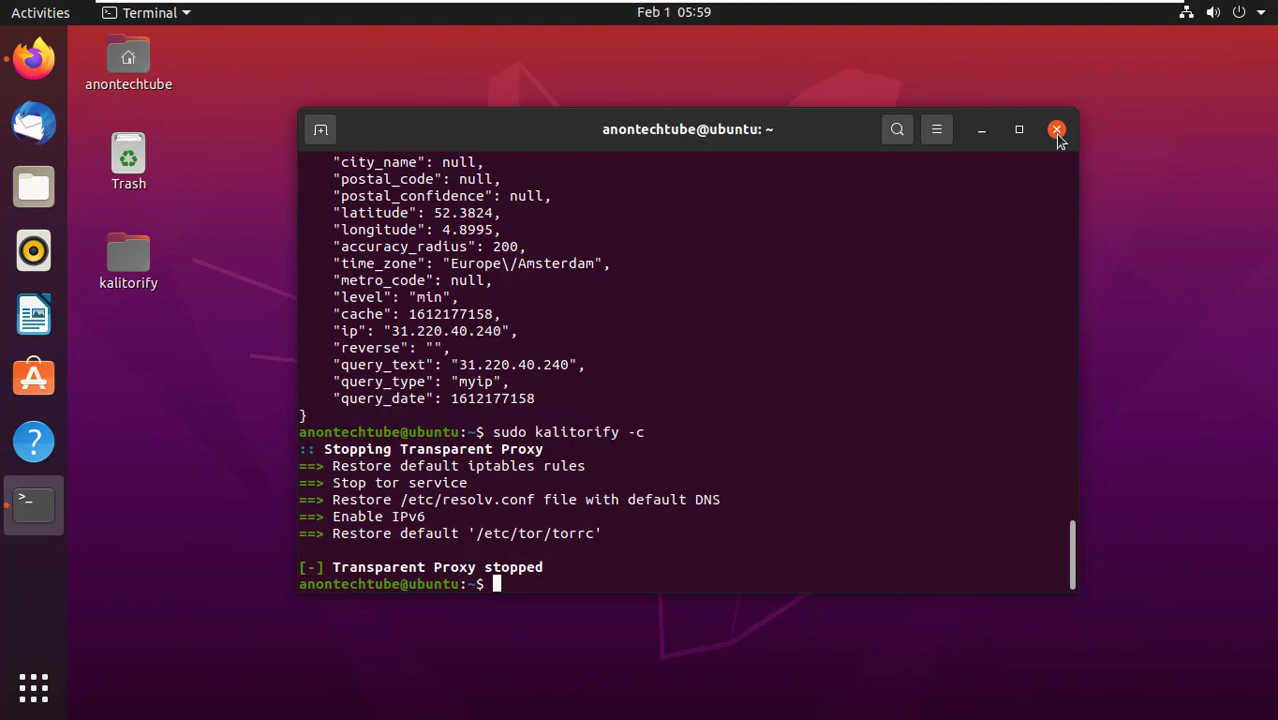 Activities
Terminal
Feb 1 05:59
anontechtube
Trash
kalitorify
anontechtube@ubuntu: ~
"city_name": null,
"postal_code": null,
"postal_confidence": null,
"latitude": 52.3824,
"longitude": 4.8995,
"accuracy_radius": 200,
"time_zone": "Europe\/Amsterdam",
"metro_code": null,
"level": "min",
"cache": 1612177158,
"ip": "31.220.40.240",
"reverse": "",
"query_text": "31.220.40.240",
"query_type": "myip",
"query_date": 1612177158
}
anontechtube@ubuntu:~$ sudo kalitorify -c
:: Stopping Transparent Proxy
==> Restore default iptables rules
==> Stop tor service
==> Restore /etc/resolv.conf file with default DNS
==> Enable IPv6
==> Restore default '/etc/tor/torrc'
[-] Transparent Proxy stopped
anontechtube@ubuntu:~$